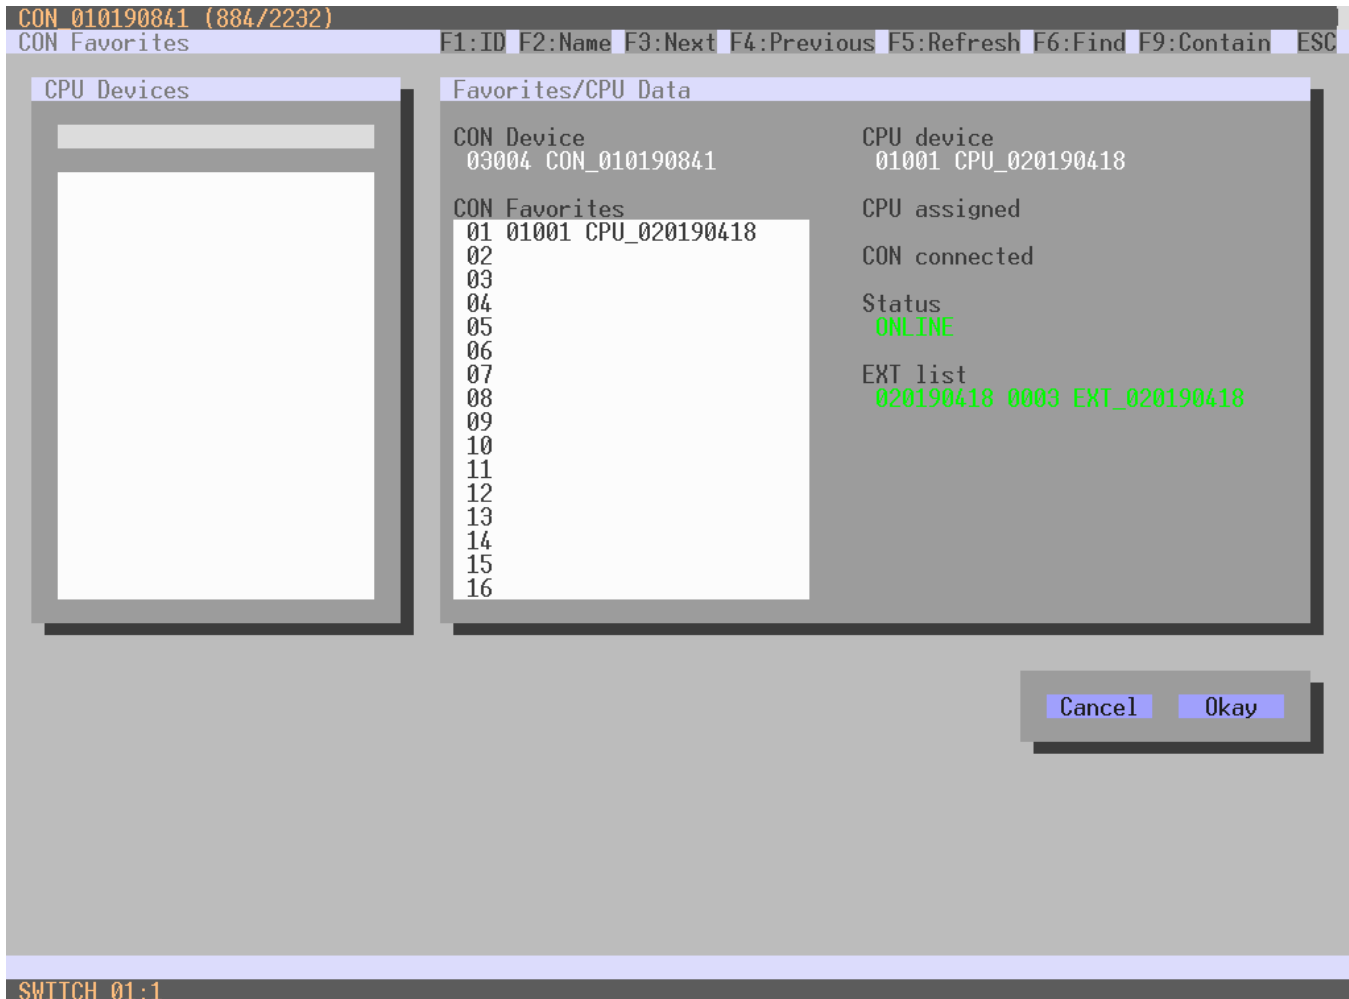 CON_010190841 (884/2232)
CON Favorites F1:ID F2:Name F3:Next F4:Previous F5:Refresh F6:Find F9:Contain ESC
CPU Devices
Favorites/CPU Data
CON Device
03004 CON_010190841
CON Favorites
01 01001 CPU_020190418
02
03
04
05
06
07
08
09
10
11
12
13
14
15
16
CPU device
01001 CPU_020190418
CPU assigned
CON connected
Status
ONLINE
EXT list
020190418 0003 EXT_020190418
Cancel Okay
SWITCH 01:1